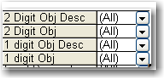 2 Digit Obj Desc (All)
2 Digit Obj (All)
1 digit Obj Desc (All)
1 digit Obj (All)